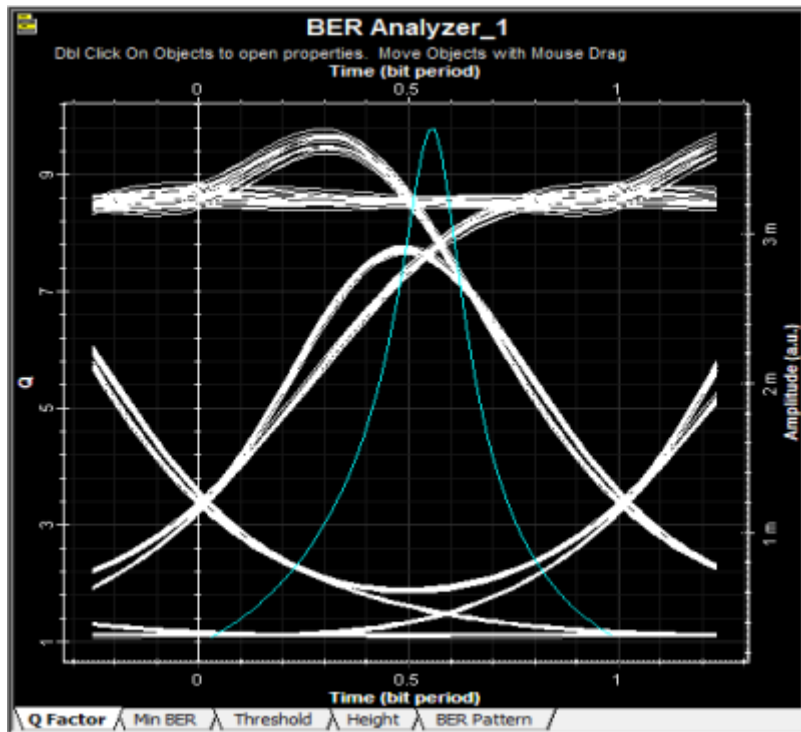 BER Analyzer_1
Dbl Click On Objects to open properties. Move Objects with Mouse Drag
Time (bit period)
0 0.5 1
9
7
5
3
1
Q
3 m
2 m
1 m
Amplitude (a.u.)
0 0.5 1
Time (bit period)
Q Factor Min BER Threshold Height BER Pattern